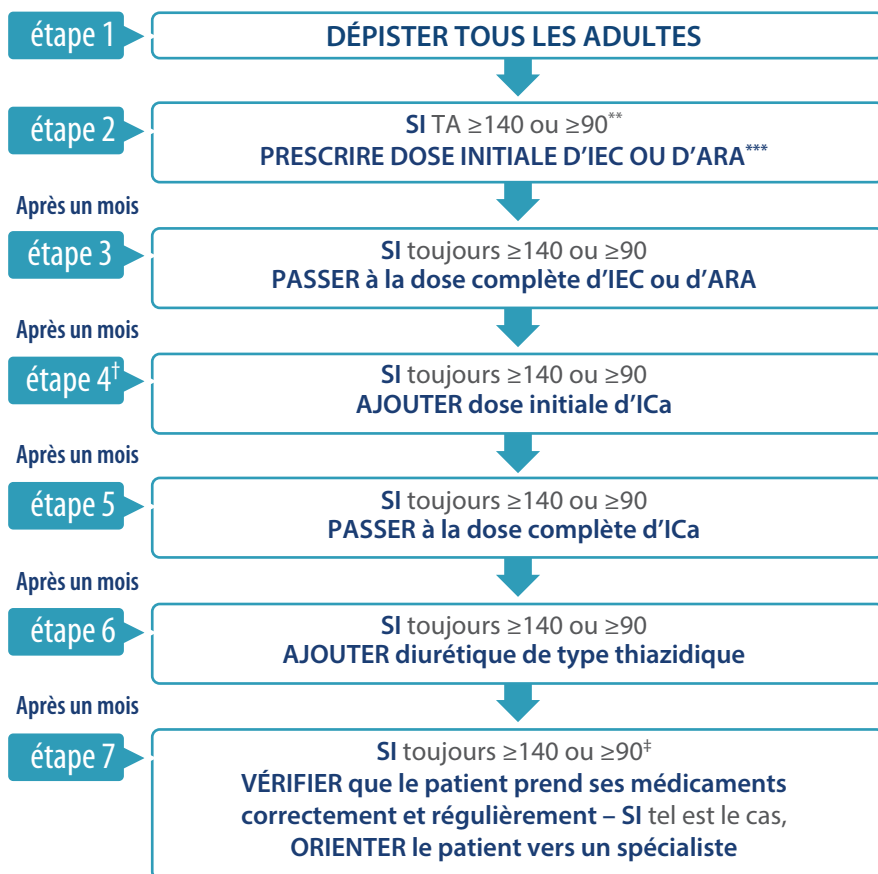 étape 1
DÉPISTER TOUS LES ADULTES
étape 2
SI TA ≥140 ou ≥90**
PRESCRIRE DOSE INITIALE D’IEC OU D’ARA***
Après un mois
étape 3
SI toujours ≥140 ou ≥90
PASSER à la dose complète d’IEC ou d’ARA
Après un mois
étape 4†
SI toujours ≥140 ou ≥90
AJOUTER dose initiale d’ICa
Après un mois
étape 5
SI toujours ≥140 ou ≥90
PASSER à la dose complète d’ICa
Après un mois
étape 6
SI toujours ≥140 ou ≥90
AJOUTER diurétique de type thiazidique
Après un mois
étape 7
SI toujours ≥140 ou ≥90‡
VÉRIFIER que le patient prend ses médicaments
correctement et régulièrement – SI tel est le cas,
ORIENTER le patient vers un spécialiste